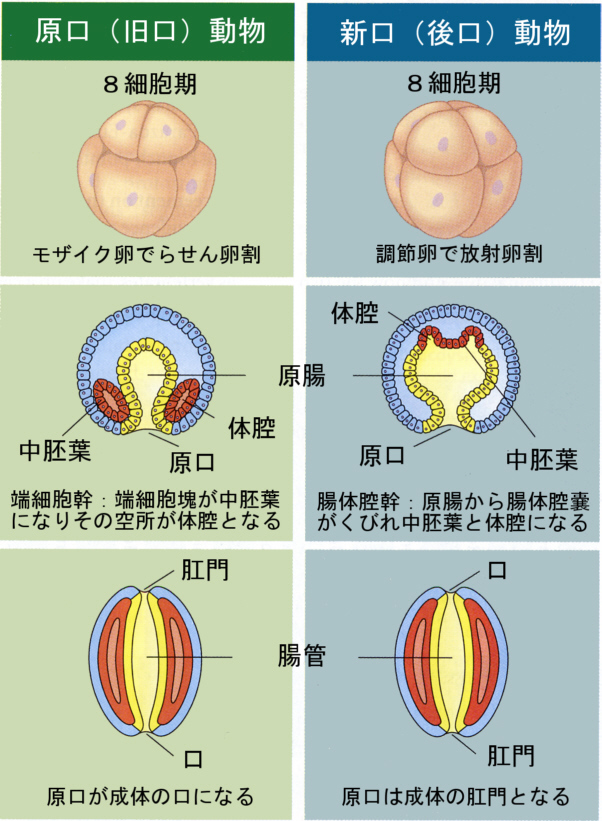 原口（旧口）動物
8細胞期
モザイク卵でらせん卵割
新口（後口）動物
8細胞期
調節卵で放射卵割
原腸
中胚葉
体腔
原口
端細胞幹：端細胞塊が中胚葉
になりその空所が体腔となる
体腔
原口
中胚葉
腸体腔幹：原腸から腸体腔嚢
がくびれ中胚葉と体腔になる
肛門
腸管
口
原口が成体の口になる
口
肛門
原口は成体の肛門となる